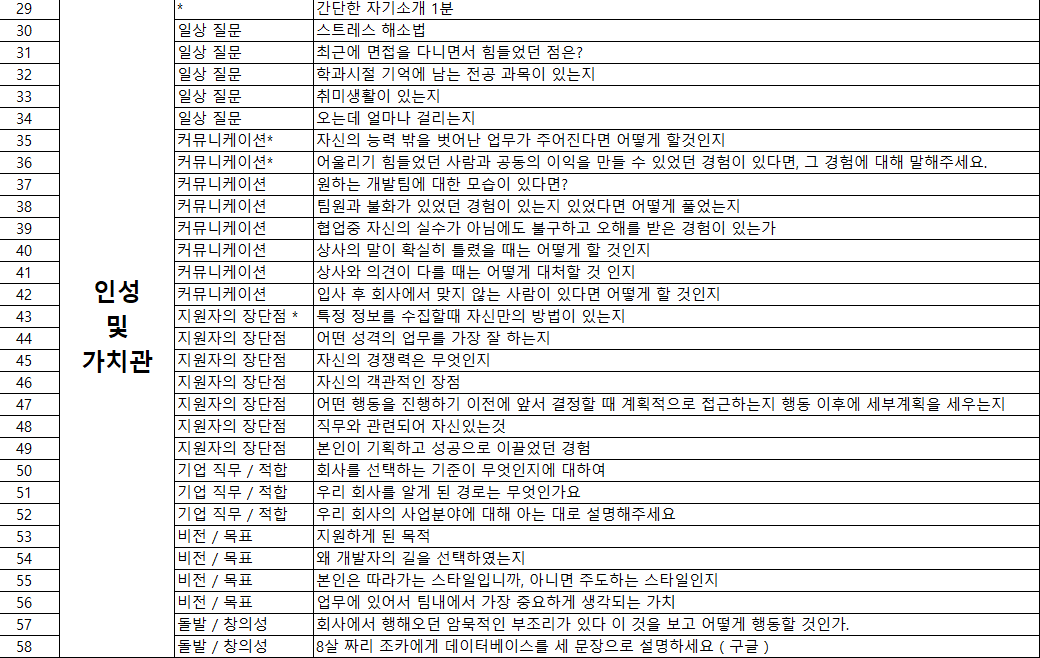 29 * 간단한 자기소개 1분
30 일상 질문 스트레스 해소법
31 일상 질문 최근에 면접을 다니면서 힘들었던 점은?
32 일상 질문 학과시절 기억에 남는 전공 과목이 있는지
33 일상 질문 취미생활이 있는지
34 일상 질문 오는데 얼마나 걸리는지
35 커뮤니케이션* 자신의 능력 밖을 벗어난 업무가 주어진다면 어떻게 할것인지
36 커뮤니케이션* 어울리기 힘들었던 사람과 공동의 이익을 만들 수 있었던 경험이 있다면, 그 경험에 대해 말해주세요.
37 커뮤니케이션 원하는 개발팀에 대한 모습이 있다면?
38 커뮤니케이션 팀원과 불화가 있었던 경험이 있는지 있었다면 어떻게 풀었는지
39 커뮤니케이션 협업중 자신의 실수가 아님에도 불구하고 오해를 받은 경험이 있는가
40 커뮤니케이션 상사의 말이 확실히 틀렸을 때는 어떻게 할 것인지
41 커뮤니케이션 상사와 의견이 다를 때는 어떻게 대처할 것 인지
42 커뮤니케이션 입사 후 회사에서 맞지 않는 사람이 있다면 어떻게 할 것인지
인성
및
가치관
43 지원자의 장단점 * 특정 정보를 수집할때 자신만의 방법이 있는지
44 지원자의 장단점 어떤 성격의 업무를 가장 잘 하는지
45 지원자의 장단점 자신의 경쟁력은 무엇인지
46 지원자의 장단점 자신의 객관적인 장점
47 지원자의 장단점 어떤 행동을 진행하기 이전에 앞서 결정할 때 계획적으로 접근하는지 행동 이후에 세부계획을 세우는지
48 지원자의 장단점 직무와 관련되어 자신있는것
49 지원자의 장단점 본인이 기획하고 성공으로 이끌었던 경험
50 기업 직무 / 적합 회사를 선택하는 기준이 무엇인지에 대하여
51 기업 직무 / 적합 우리 회사를 알게 된 경로는 무엇인가요
52 기업 직무 / 적합 우리 회사의 사업분야에 대해 아는 대로 설명해주세요
53 비전 / 목표 지원하게 된 목적
54 비전 / 목표 왜 개발자의 길을 선택하였는지
55 비전 / 목표 본인은 따라가는 스타일입니까, 아니면 주도하는 스타일인지
56 비전 / 목표 업무에 있어서 팀내에서 가장 중요하게 생각되는 가치
57 돌발 / 창의성 회사에서 행해오던 암묵적인 부조리가 있다 이 것을 보고 어떻게 행동할 것인가.
58 돌발 / 창의성 8살 짜리 조카에게 데이터베이스를 세 문장으로 설명하세요 ( 구글 )